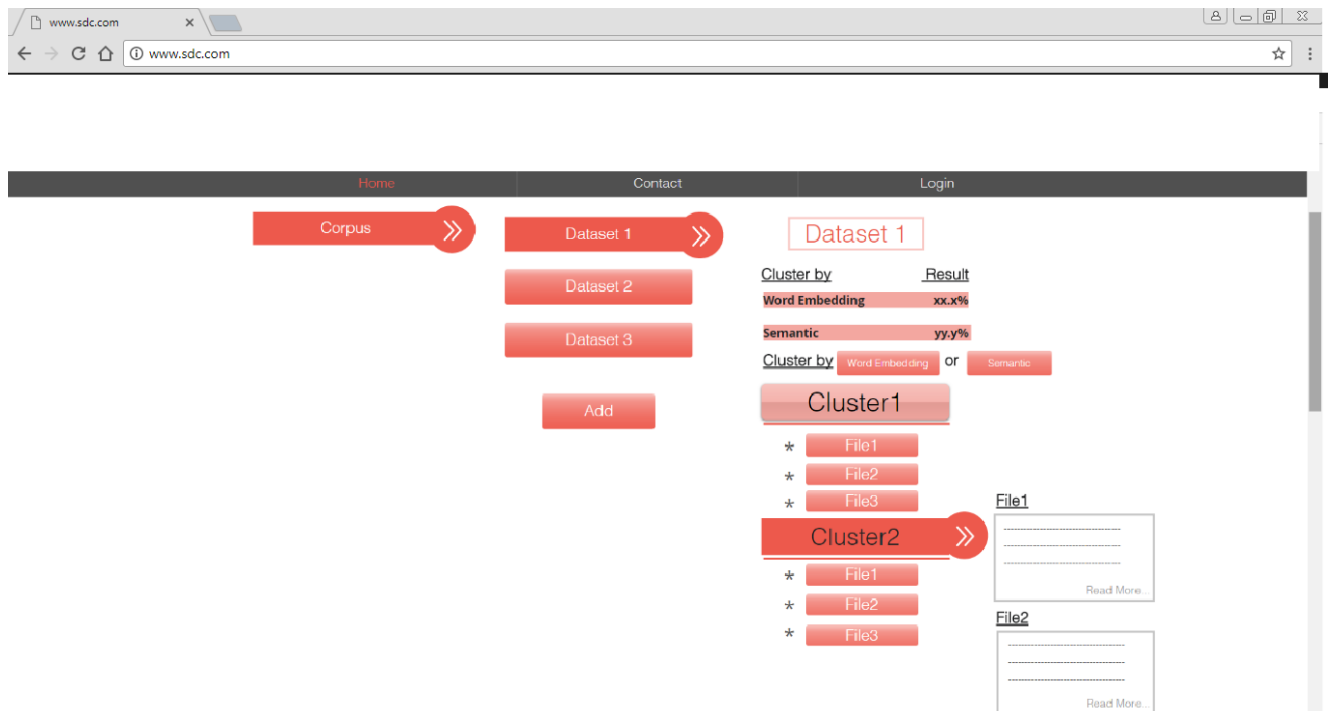 www.sdc.com
www.sdc.com
Home Contact Login
Corpus
Dataset 1
Dataset 2
Dataset 3
Add
Dataset 1
Cluster by Result
Word Embedding xx.x%
Semantic yy.y%
Cluster by Word Embedding or Semantic
Cluster1
* File1
* File2
* File3
Cluster2
* File1
* File2
* File3
File1
Read More...
File2
Read More...